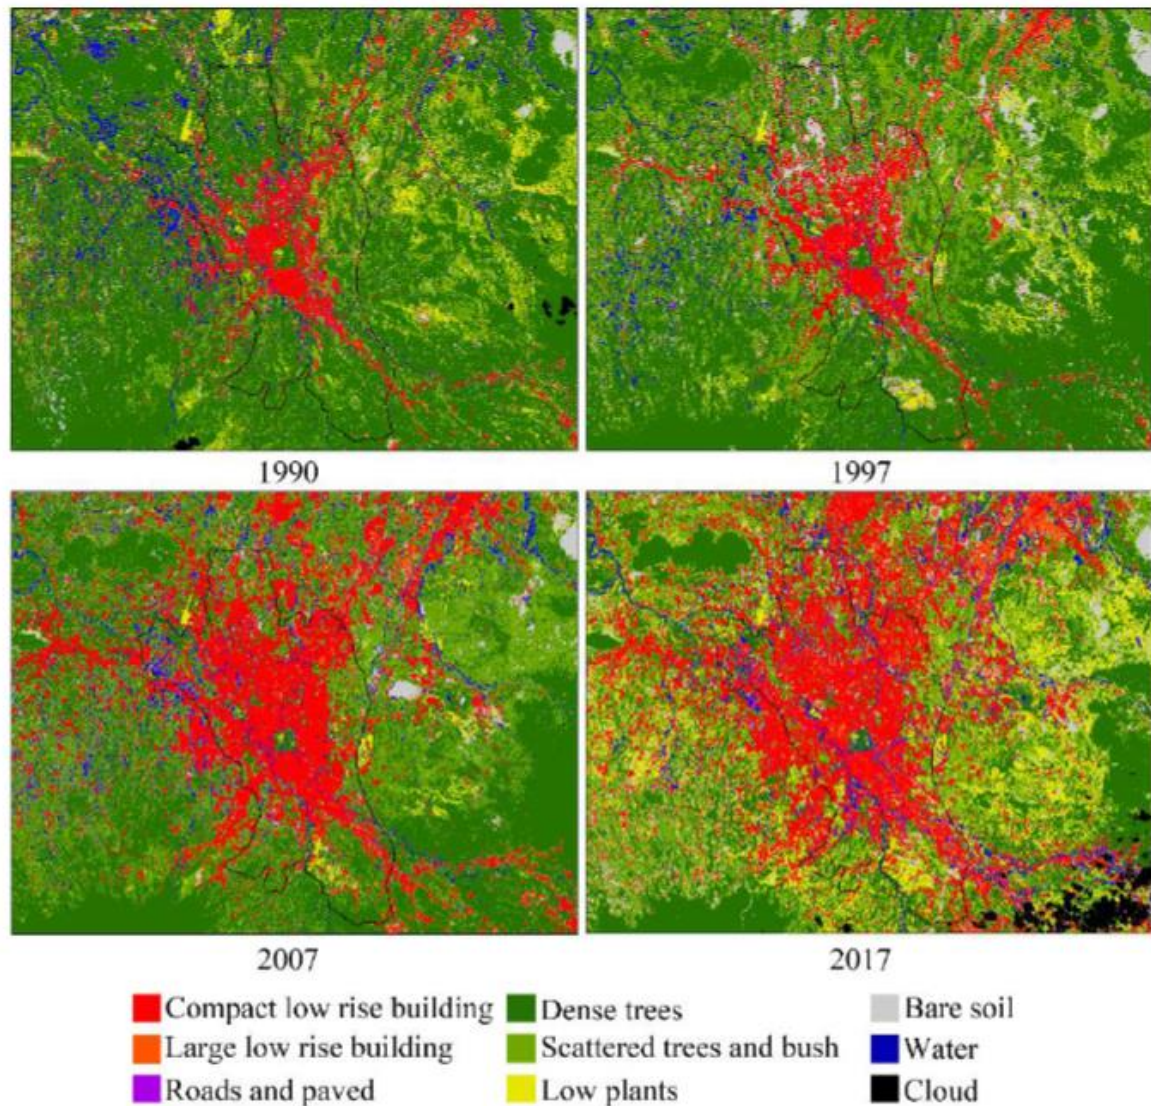 1990
1997
2007
2017
Compact low rise building
Dense trees
Bare soil
Large low rise building
Scattered trees and bush
Water
Roads and paved
Low plants
Cloud